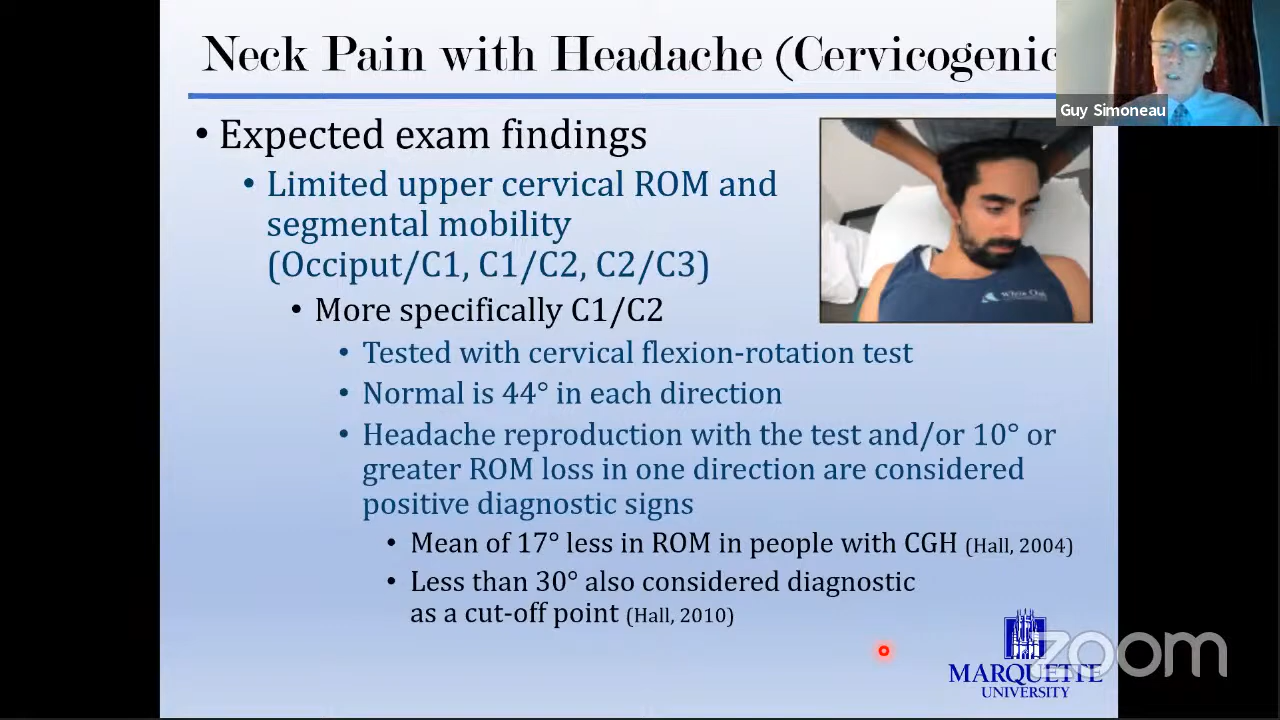 Neck Pain with Headache (Cervicogenic
Guy Simoneau
• Expected exam findings
• Limited upper cervical ROM and
segmental mobility
(Occiput/C1, C1/C2, C2/C3)
• More specifically C1/C2
• Tested with cervical flexion-rotation test
• Normal is 44° in each direction
• Headache reproduction with the test and/or 10° or
greater ROM loss in one direction are considered
positive diagnostic signs
• Mean of 17° less in ROM in people with CGH (Hall, 2004)
• Less than 30° also considered diagnostic
as a cut-off point (Hall, 2010)
zoom
MARQUETTE
UNIVERSITY